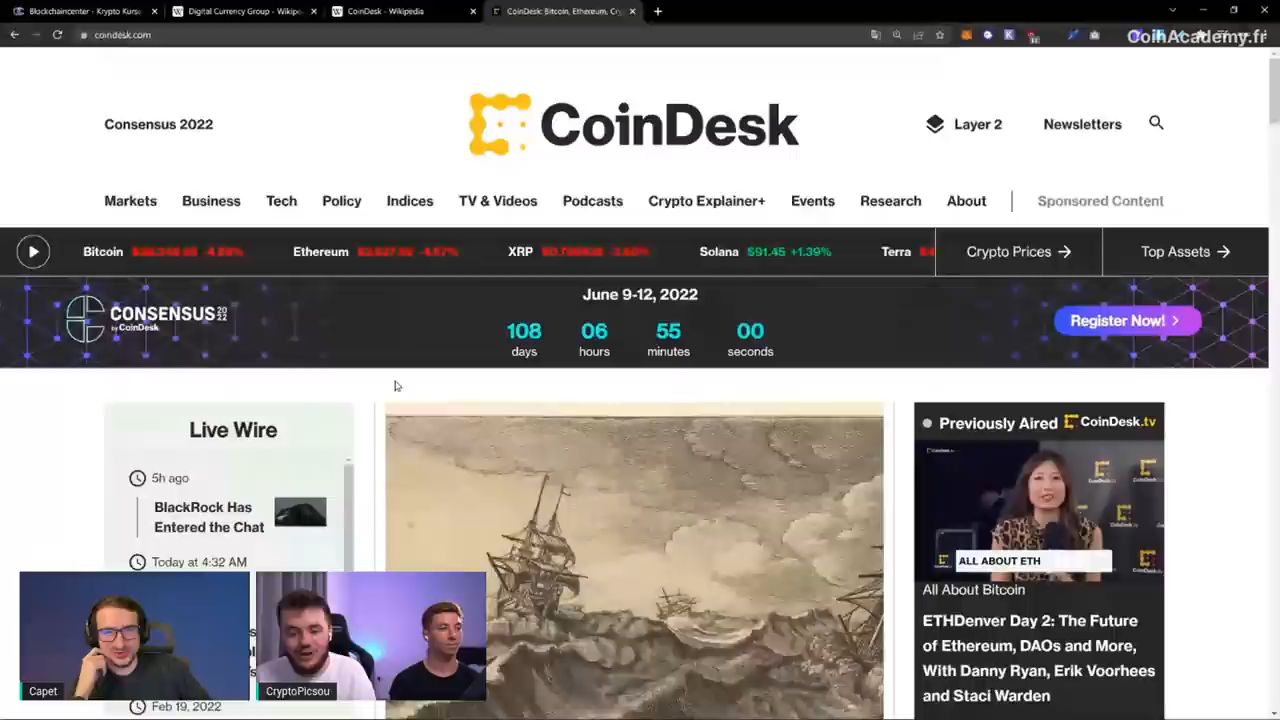 Blockchaincenter - Krypto Kurse
Digital Currency Group - Wikipe
CoinDesk - Wikipedia
CoinDesk: Bitcoin, Ethereum, Cry
coindesk.com
CoinAcademy.fr
Consensus 2022
CoinDesk
Layer 2
Newsletters
Markets
Business
Tech
Policy
Indices
TV & Videos
Podcasts
Crypto Explainer+
Events
Research
About
Sponsored Content
Bitcoin
Ethereum
XRP
Solana $91.45 +1.39%
Terra
Crypto Prices →
Top Assets →
CONSENSUS 2022
by CoinDesk
June 9-12, 2022
108 06 55 00
days hours minutes seconds
Register Now! >
Live Wire
5h ago
BlackRock Has
Entered the Chat
Today at 4:32 AM
Feb 19, 2022
Previously Aired CoinDesk.tv
ALL ABOUT ETH
All About Bitcoin
ETHDenver Day 2: The Future
of Ethereum, DAOs and More,
With Danny Ryan, Erik Voorhees
and Staci Warden
Capet
CryptoPicsou